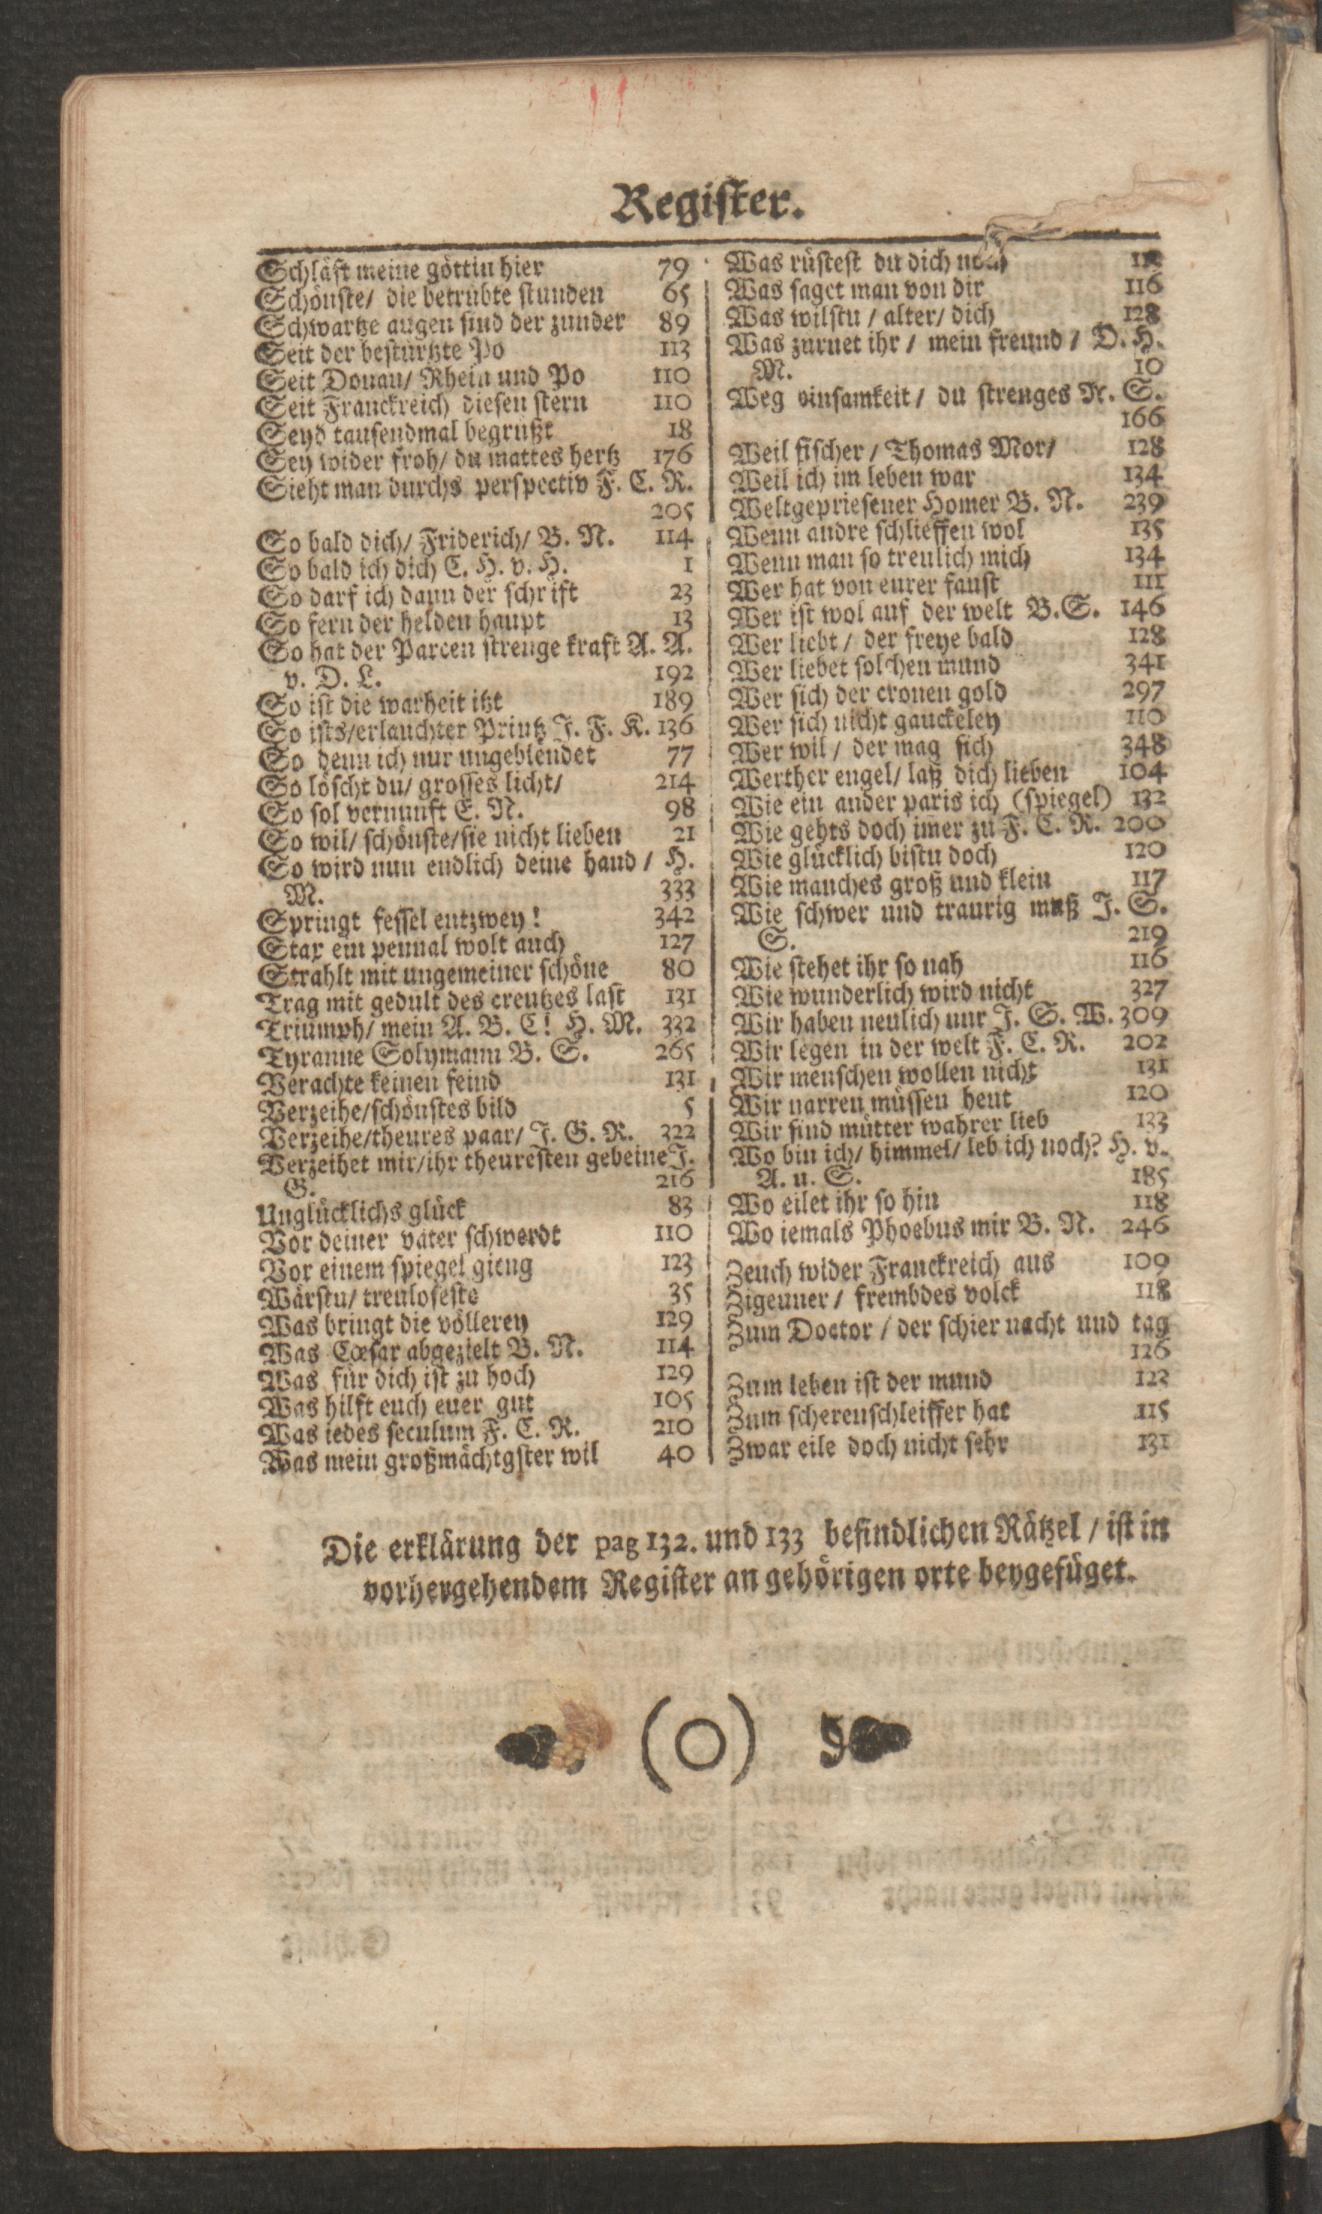 Register.
Schläft meine göttin hier 79
Schönste/ die betrübte stunden 65
Schwartze augen sind der zunder 89
Seit der bestürtzte Po 113
Seit Donau/ Rhein und Po 110
Seit Franckreich diesen stern 110
Seyd tausendmal begrüßt 18
Sey wider froh/ du mattes hertz 176
Sieht man durchs perspectiv F. C. R.
205
So bald dich/ Friderich/ B. N. 114
So bald ich dich C. H. v. H. 1
So darf ich dann der schrift 23
So fern der helden haupt 13
So hat der Parcen strenge kraft A. A.
v. D. L. 192
So ist die warheit itzt 189
So ists/erlauchter Printz J. F. K. 136
So denn ich nur ungeblendet 77
So löscht du/ grosses licht/ 214
So sol vernunft E. N. 98
So wil/ schönste/sie nicht lieben 21
So wird nun endlich deine hand / H.
M. 333
Springt fessel entzwey! 342
Stax ein pennal wolt auch 127
Strahlt mit ungemeiner schöne 80
Trag mit gedult des creutzes last 131
Triumph/ mein A. B. C! H. M. 332
Tyranne Solymann B. S. 265
Verachte keinen feind 131
Verzeihe/schönstes bild 5
Verzeihe/theures paar/ J. G. R. 322
Verzeihet mir/ihr theuresten gebeine J.
G. 216
Unglücklichs glück 83
Vor deiner väter schwerdt 110
Vor einem spiegel gieng 123
Wärstu/ treuloseste 35
Was bringt die völlerey 129
Was Cæsar abgezielt B. N. 114
Was für dich ist zu hoch 129
Was hilft euch euer gut 105
Was iedes seculum F. C. R. 210
Was mein großmächtgster wil 40
Was rüstest du dich
Was saget man von dir 116
Was wilstu / alter/ dich 128
Was zürnet ihr / mein freund / D. H.
M. 10
Weg einsamkeit / du strenges N. S.
166
Weil fischer / Thomas Mor/ 128
Weil ich im leben war 134
Weltgepriesener Homer B. N. 239
Wenn andre schlieffen wol 135
Wenn man so treulich mich 134
Wer hat von eurer faust 111
Wer ist wol auf der welt B. S. 146
Wer liebt / der freye bald 128
Wer liebet solchen mund 341
Wer sich der cronen gold 297
Wer sich nicht gauckeley 110
Wer wil / der mag sich 348
Werther engel/ laß dich lieben 104
Wie ein ander paris ich (spiegel) 132
Wie gehts doch imer zu F. C. R. 200
Wie glücklich bistu doch 120
Wie manches groß und klein 117
Wie schwer und traurig muß J. S.
S. 219
Wie stehet ihr so nah 116
Wie wunderlich wird nicht 327
Wir haben neulich nur J. S. W. 309
Wir legen in der welt F. C. R. 202
Wir menschen wollen nicht 131
Wir narren müssen heut 120
Wir sind mütter wahrer lieb 133
Wo bin ich/ himmel/ leb ich noch? H. v.
A. u. S. 185
Wo eilet ihr so hin 118
Wo iemals Phoebus mir B. N. 246
Zeuch wider Franckreich aus 109
Zigeuner / frembdes volck 118
Zum Doctor / der schier nacht und tag
126
Zum leben ist der mund 123
Zum scherenschleiffer hat 115
Zwar eile doch nicht sehr 131
Die erklärung der pag 132. und 133 befindlichen Rätzel / ist in
vorhergehendem Register an gehörigen orte beygefüget.
(O)